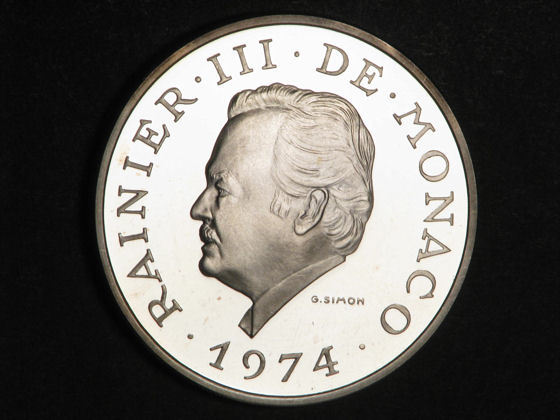 RAINIER · III · DE · MONACO
G. SIMON
· 1974 ·